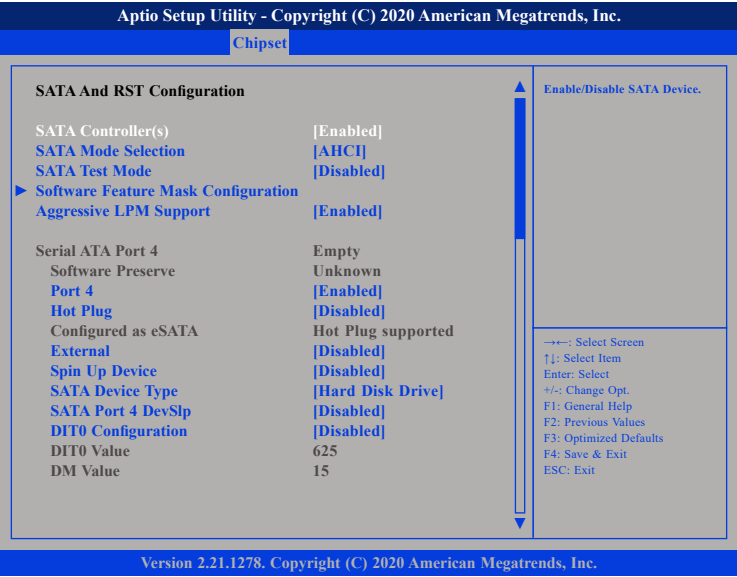 Aptio Setup Utility - Copyright (C) 2020 American Megatrends, Inc.
Chipset
SATA And RST Configuration
SATA Controller(s) [Enabled]
SATA Mode Selection [AHCI]
SATA Test Mode [Disabled]
Software Feature Mask Configuration
Aggressive LPM Support [Enabled]
Serial ATA Port 4 Empty
Software Preserve Unknown
Port 4 [Enabled]
Hot Plug [Disabled]
Configured as eSATA Hot Plug supported
External [Disabled]
Spin Up Device [Disabled]
SATA Device Type [Hard Disk Drive]
SATA Port 4 DevSlp [Disabled]
DIT0 Configuration [Disabled]
DIT0 Value 625
DM Value 15
Enable/Disable SATA Device.
→←: Select Screen
↑↓: Select Item
Enter: Select
+/-: Change Opt.
F1: General Help
F2: Previous Values
F3: Optimized Defaults
F4: Save & Exit
ESC: Exit
Version 2.21.1278. Copyright (C) 2020 American Megatrends, Inc.